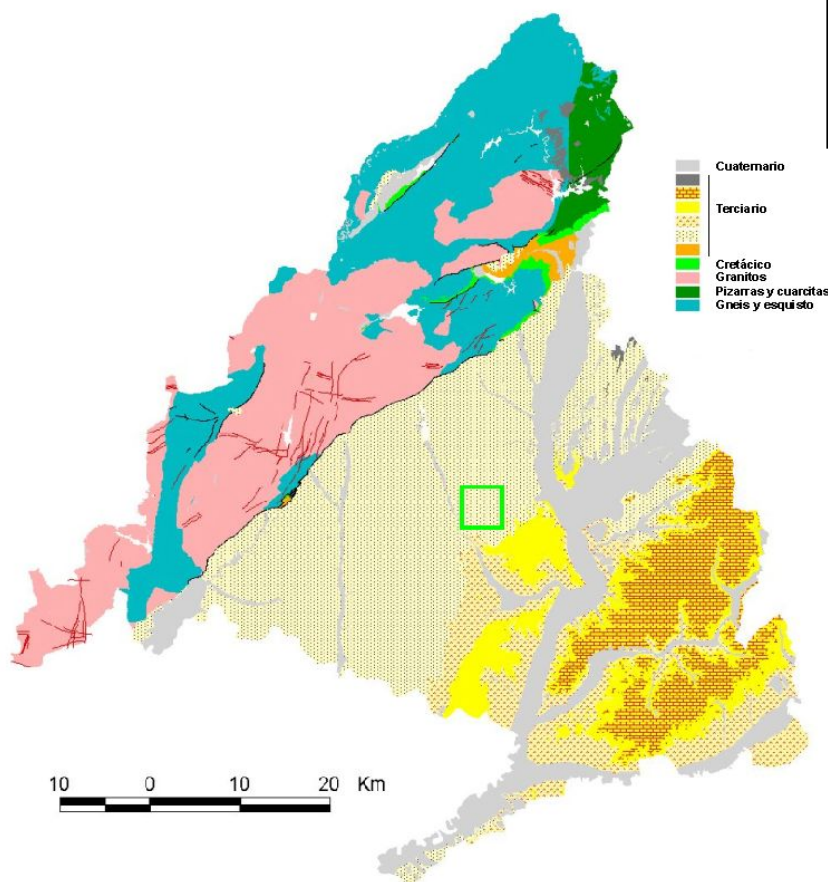 Cuaternario
Terciario
Cretácico
Granitos
Pizarras y cuarcitas
Gneis y esquisto
10 0 10 20 Km